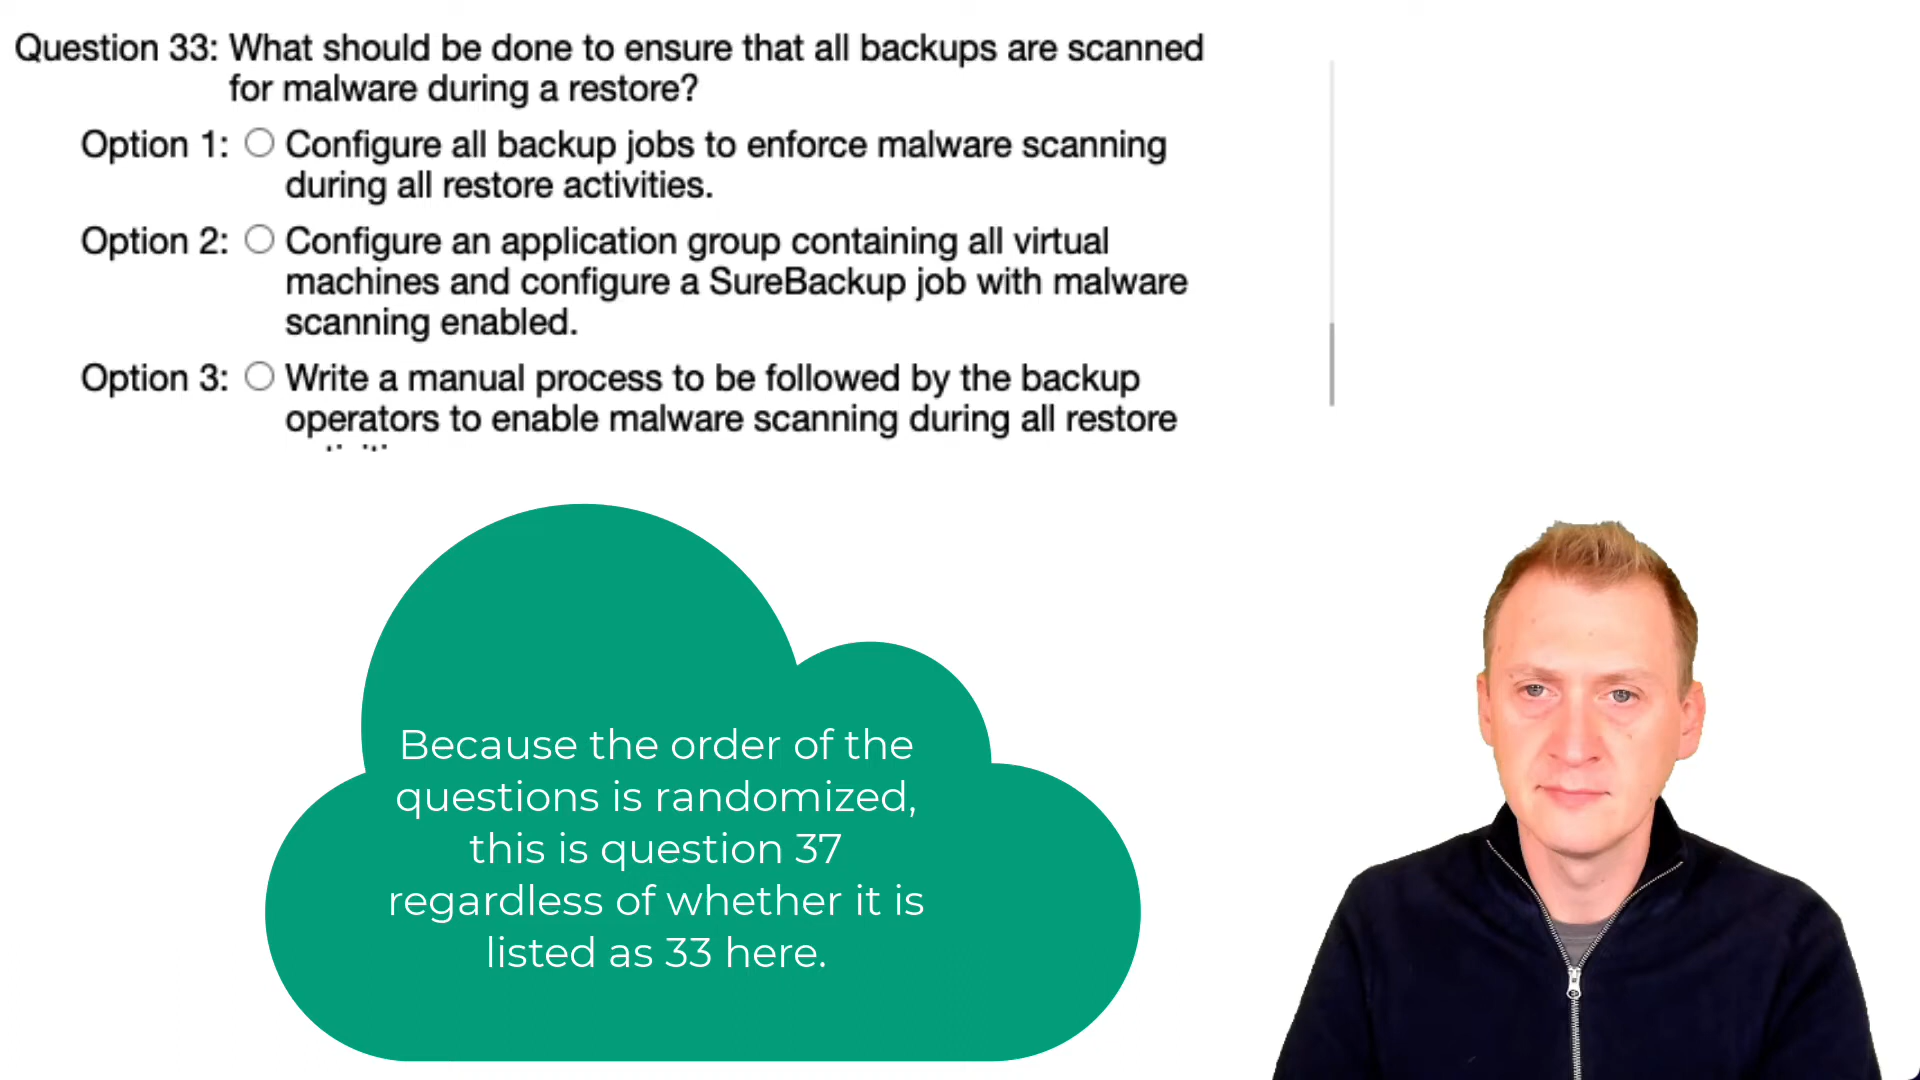 Question 33: What should be done to ensure that all backups are scanned
for malware during a restore?
Option 1: Configure all backup jobs to enforce malware scanning
during all restore activities.
Option 2: Configure an application group containing all virtual
machines and configure a SureBackup job with malware
scanning enabled.
Option 3: Write a manual process to be followed by the backup
operators to enable malware scanning during all restore
Because the order of the
questions is randomized,
this is question 37
regardless of whether it is
listed as 33 here.